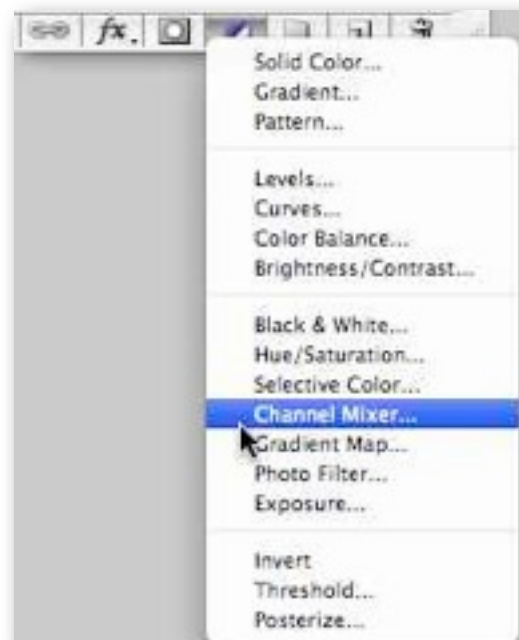 fx.
Solid Color...
Gradient...
Pattern...
Levels...
Curves...
Color Balance...
Brightness/Contrast...
Black & White...
Hue/Saturation...
Selective Color...
Channel Mixer...
Gradient Map...
Photo Filter...
Exposure...
Invert
Threshold...
Posterize...